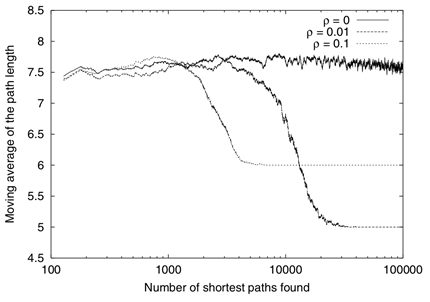 8.5
8
7.5
7
6.5
6
5.5
5
4.5
Moving average of the path length
100
1000
10000
100000
Number of shortest paths found
ρ = 0
ρ = 0.01
ρ = 0.1